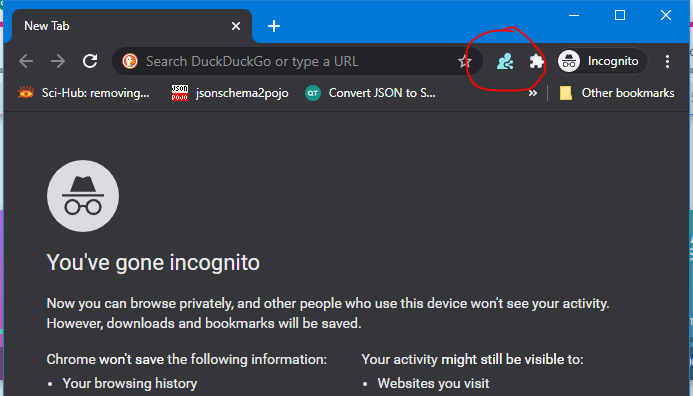 New Tab
Search DuckDuckGo or type a URL
Incognito
Sci-Hub: removing...
JSON
POJO
jsonschema2pojo
QT
Convert JSON to S...
Other bookmarks
You've gone incognito
Now you can browse privately, and other people who use this device won't see your activity.
However, downloads and bookmarks will be saved.
Chrome won't save the following information:
• Your browsing history
Your activity might still be visible to:
• Websites you visit